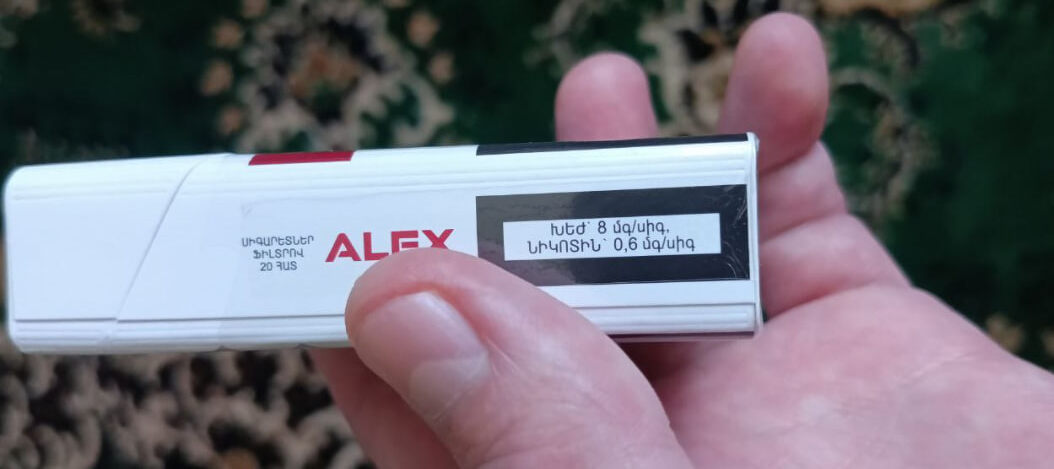 ՍԻԳԱՐԵՏՆԵՐ
ՖԻԼՏՐՈՎ
20 ՀԱՏ
ALEX
ԽԵԺ՝ 8 մգ/սիգ,
ՆԻԿՈՏԻՆ՝ 0,6 մգ/սիգ